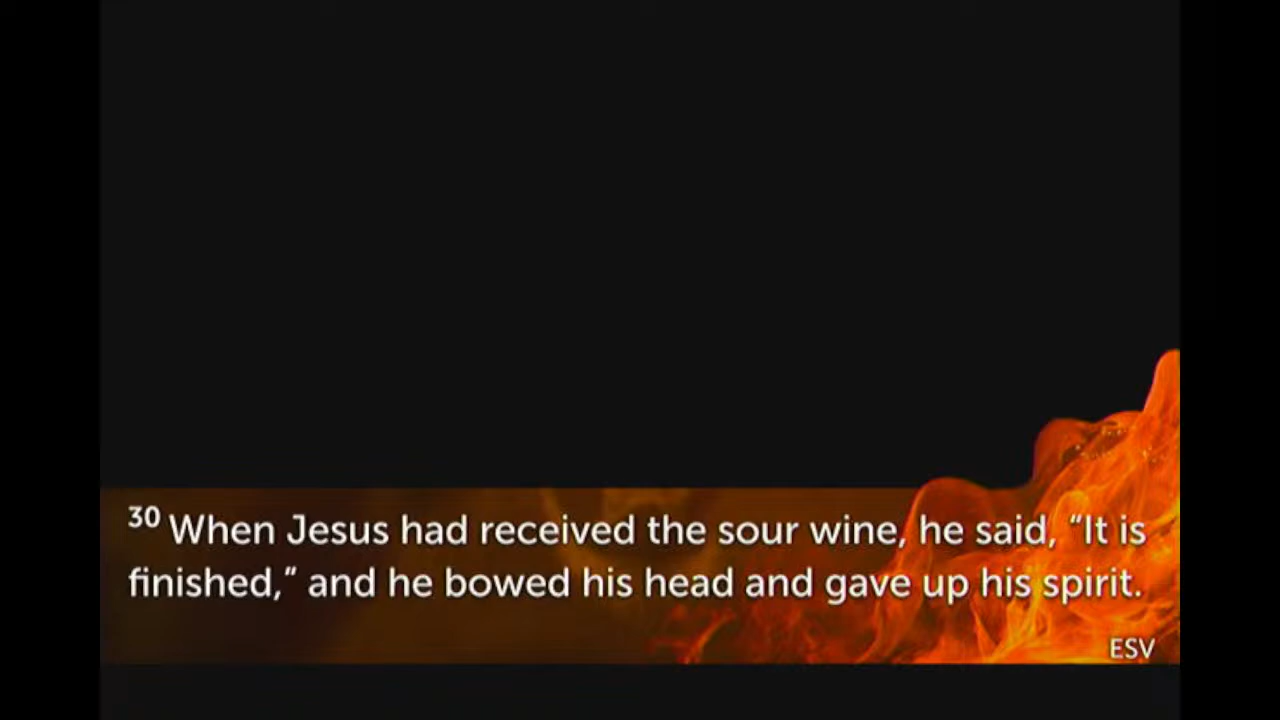 30 When Jesus had received the sour wine, he said, “It is
finished,” and he bowed his head and gave up his spirit.
ESV